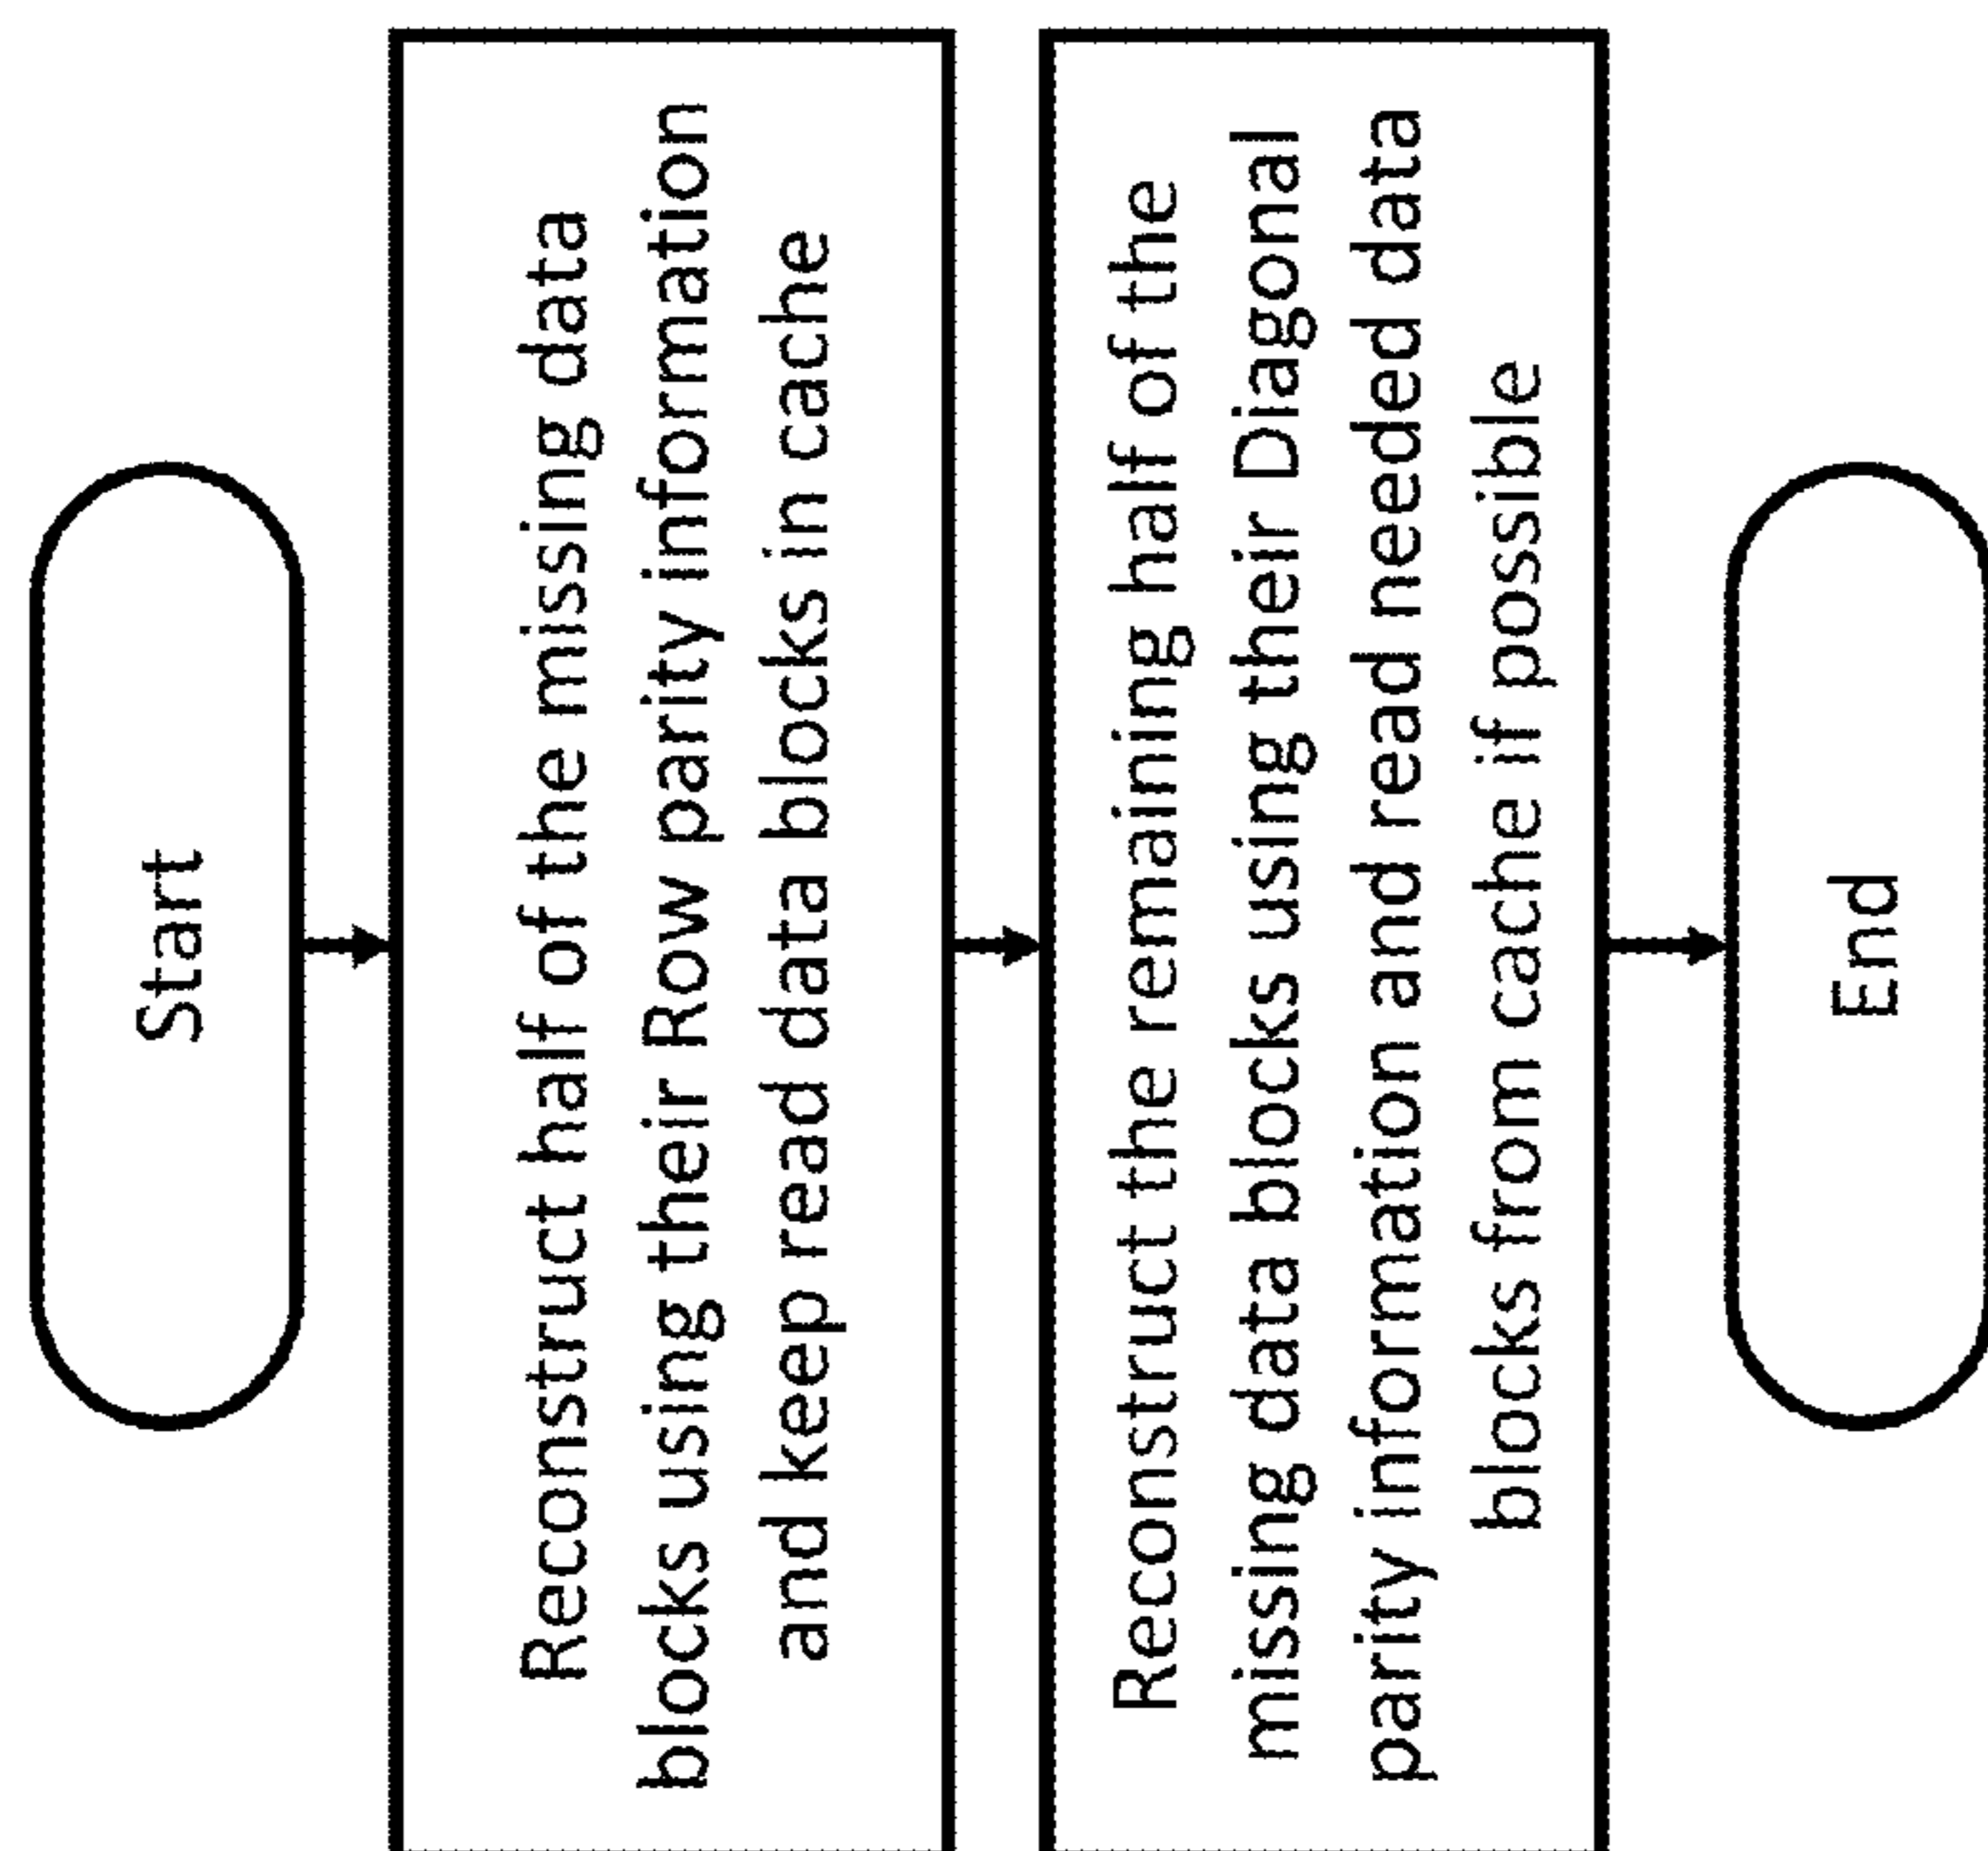 Start
Reconstruct half of the missing data
blocks using their Row parity information
and keep read data blocks in cache
Reconstruct the remaining half of the
missing data blocks using their Diagonal
parity information and read needed data
blocks from cache if possible
End